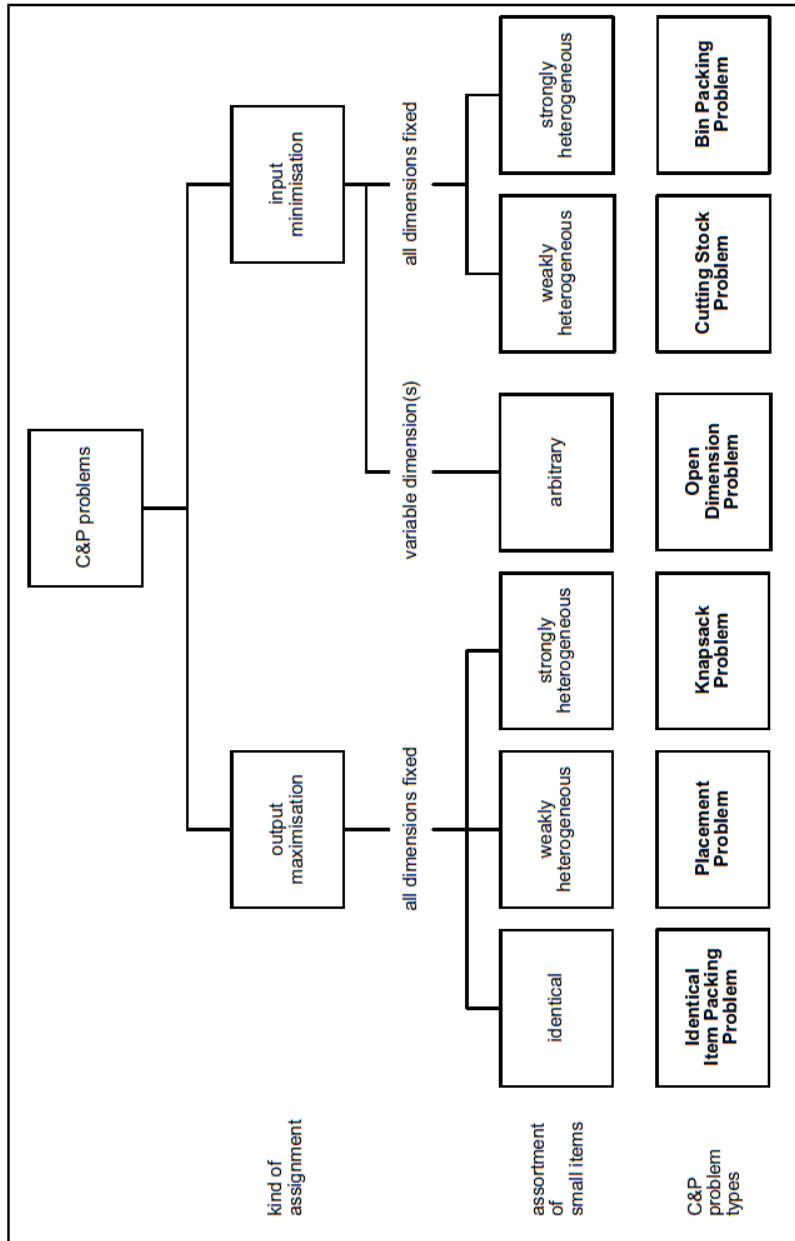 C&P problems
kind of
assignment
output
maximisation
input
minimisation
all dimensions fixed
variable dimension(s)
all dimensions fixed
assortment
of
small items
identical
weakly
heterogeneous
strongly
heterogeneous
arbitrary
weakly
heterogeneous
strongly
heterogeneous
C&P
problem
types
Identical
Item Packing
Problem
Placement
Problem
Knapsack
Problem
Open
Dimension
Problem
Cutting Stock
Problem
Bin Packing
Problem